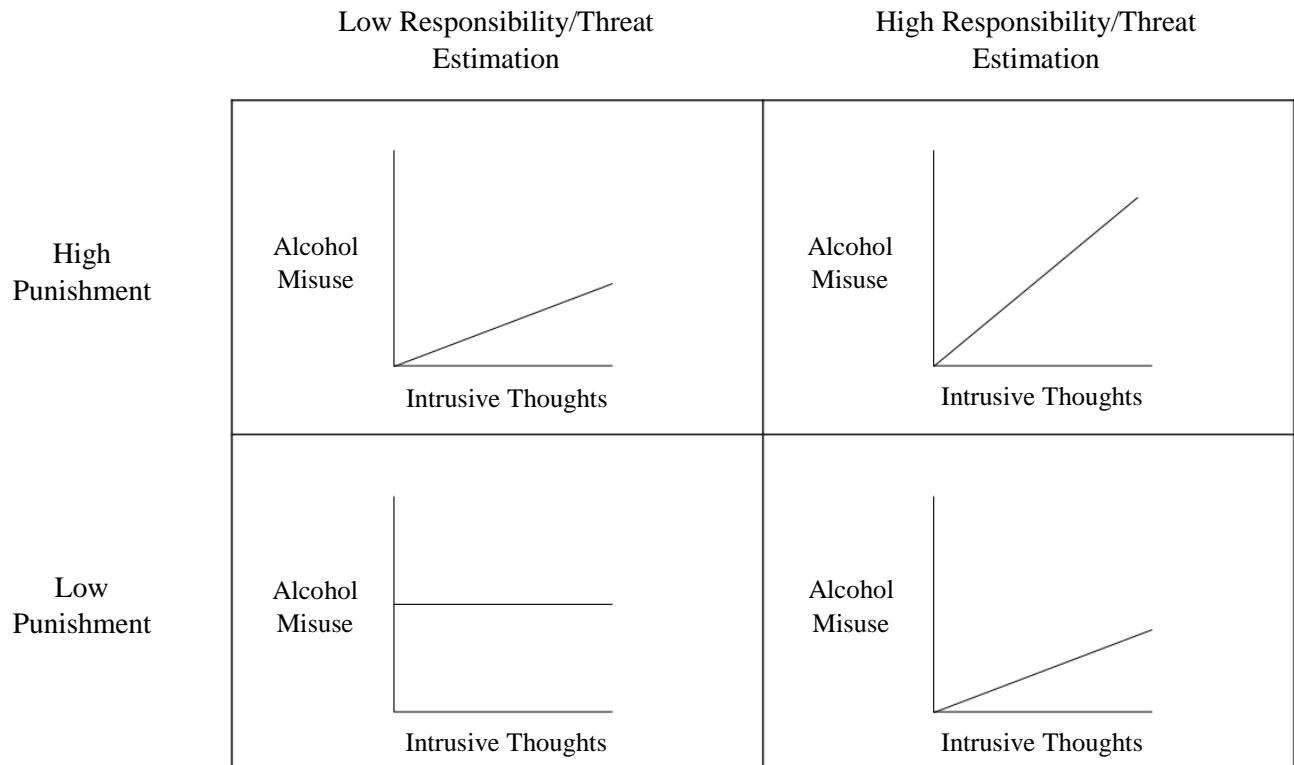 Low Responsibility/Threat
Estimation
High Responsibility/Threat
Estimation
High
Punishment
Alcohol
Misuse
Intrusive Thoughts
Alcohol
Misuse
Intrusive Thoughts
Low
Punishment
Alcohol
Misuse
Intrusive Thoughts
Alcohol
Misuse
Intrusive Thoughts